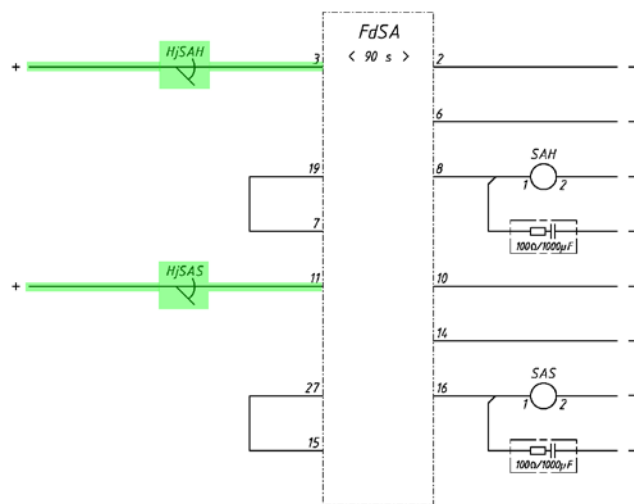 FdSA
< 90 s >
HjSAH
+ 3 2 -
6 -
19 8 SAH 1 2 -
7 100Ω/1000µF -
HjSAS
+ 11 10 -
14 -
27 16 SAS 1 2 -
15 100Ω/1000µF -